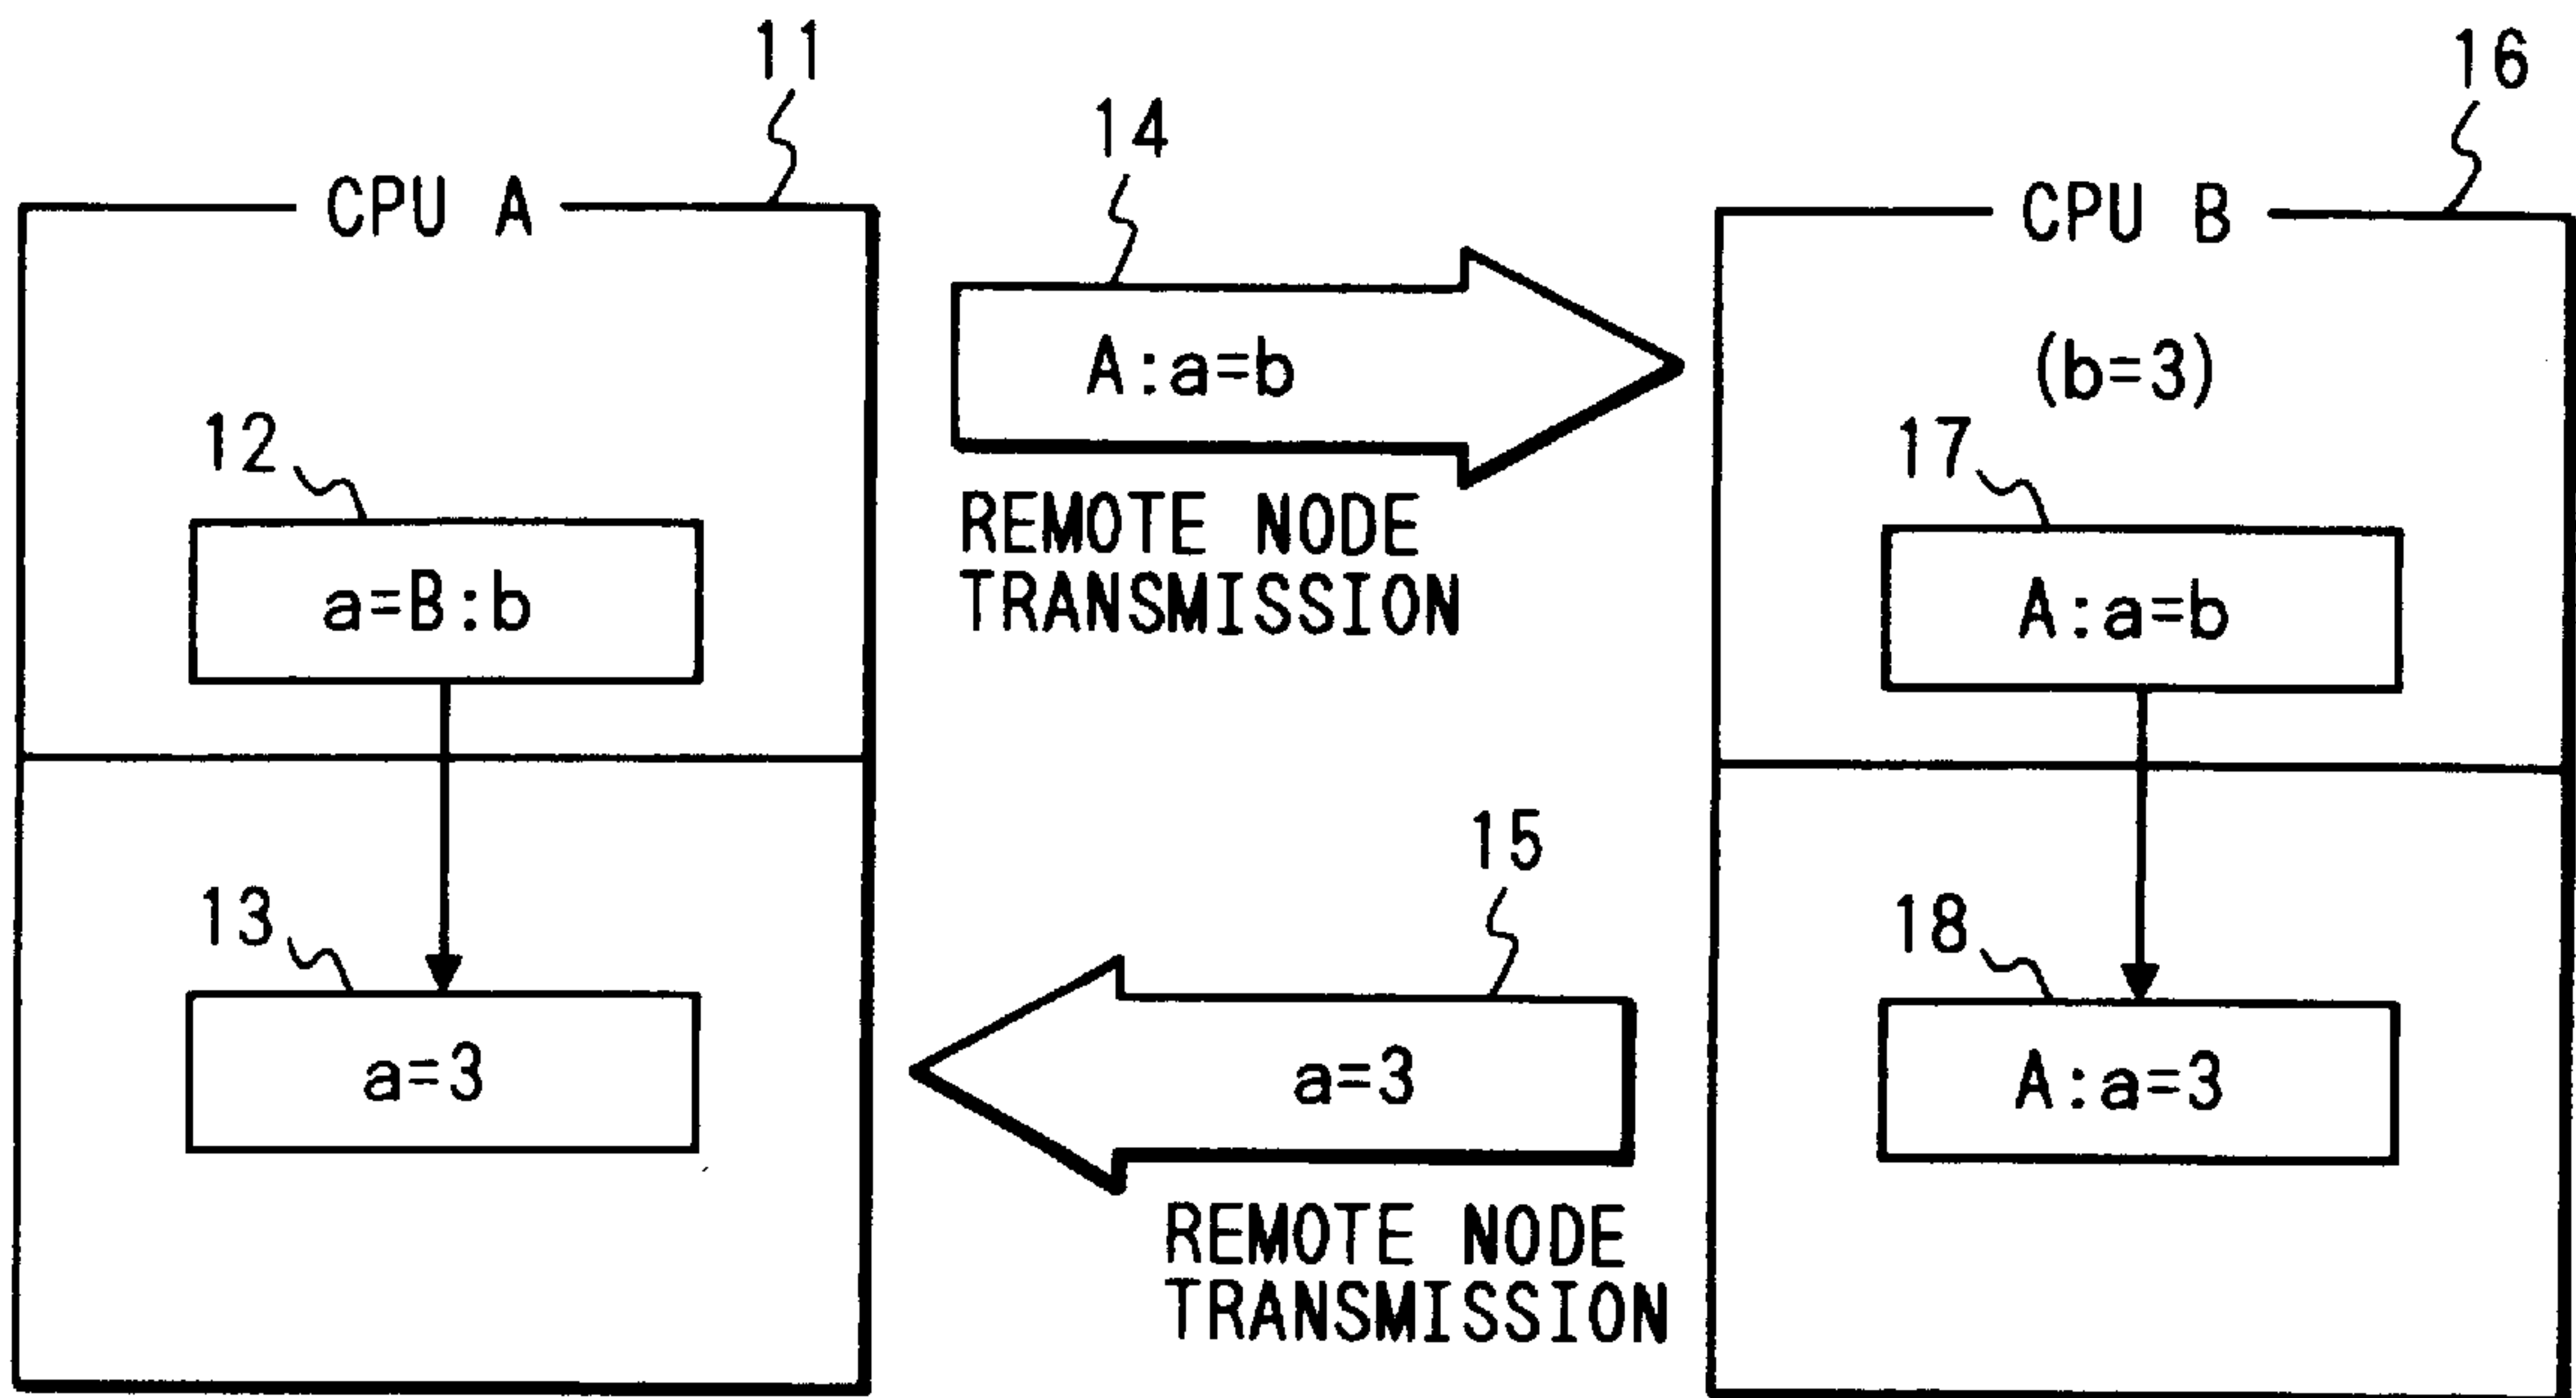 11
16
14
CPU A
CPU B
A:a=b
(b=3)
12
17
REMOTE NODE
TRANSMISSION
a=B:b
A:a=b
15
13
18
a=3
a=3
A:a=3
REMOTE NODE
TRANSMISSION